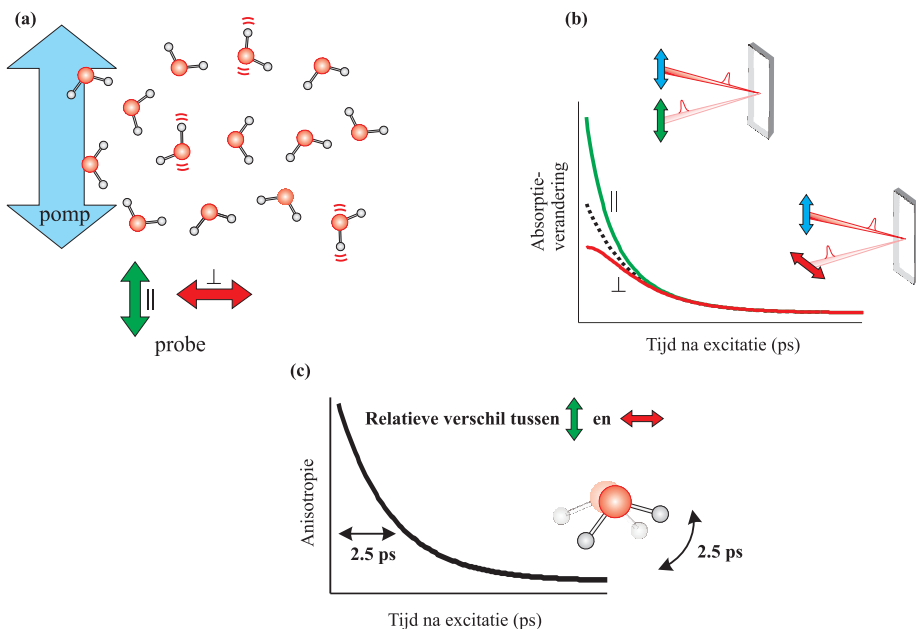 (a)
pomp
||
⊥
probe
(b)
Absorptie-
verandering
||
⊥
Tijd na excitatie (ps)
(c)
Relatieve verschil tussen en
Anisotropie
2.5 ps
2.5 ps
Tijd na excitatie (ps)